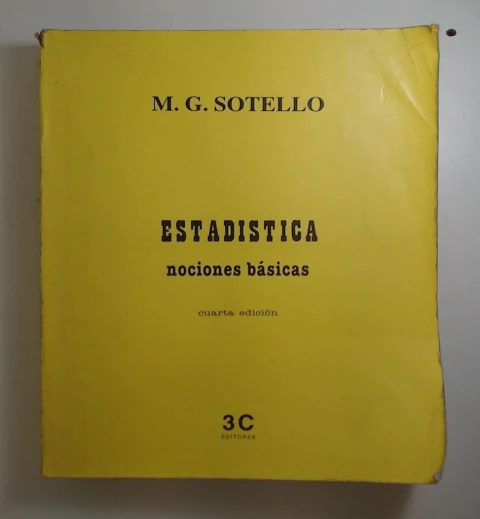 M. G. SOTELLO
ESTADISTICA
nociones básicas
cuarta edición
3C
EDITORES